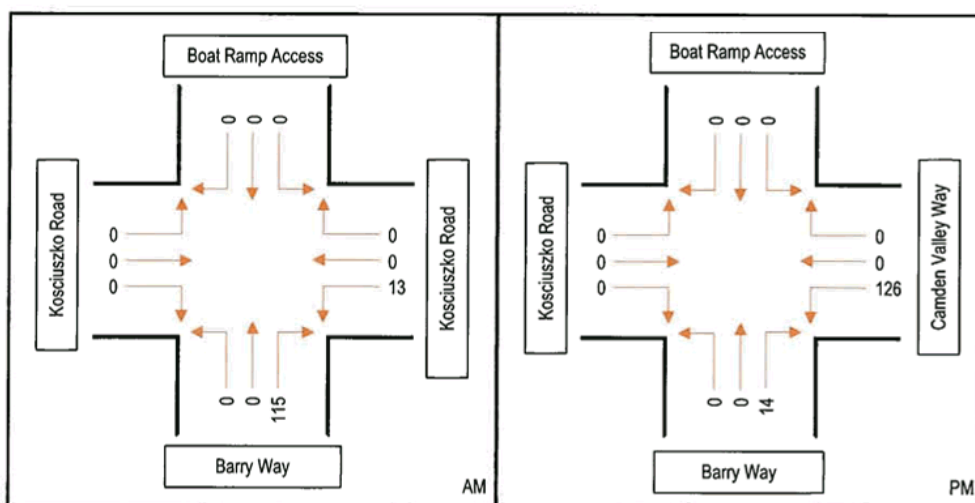 Boat Ramp Access
0 0 0
Kosciuszko Road
0
0
0
0
0
13
Kosciuszko Road
0 0 115
Barry Way
AM
Boat Ramp Access
0 0 0
Kosciuszko Road
0
0
0
0
0
126
Camden Valley Way
0 0 14
Barry Way
PM